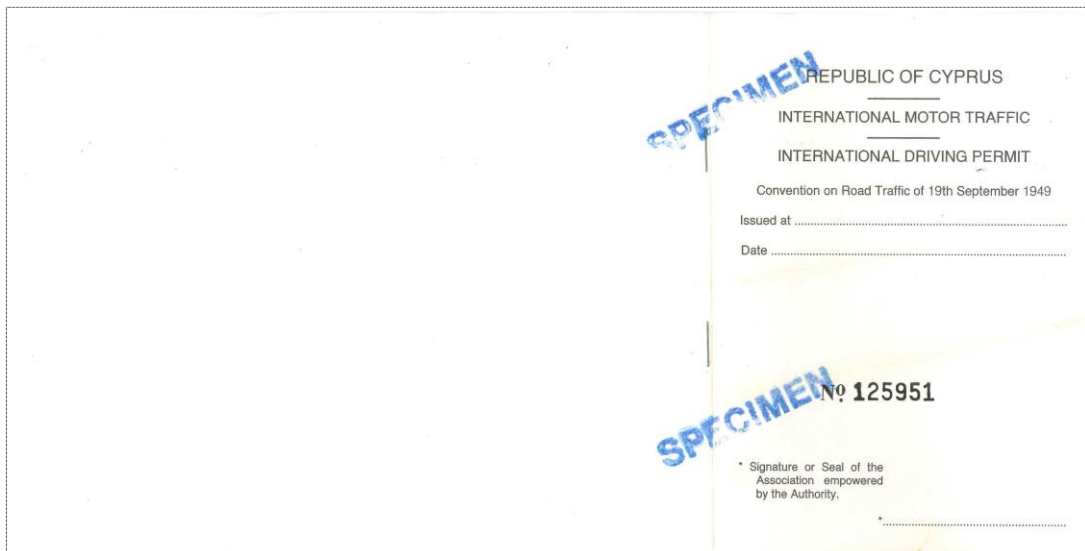 SPECIMEN
REPUBLIC OF CYPRUS
INTERNATIONAL MOTOR TRAFFIC
INTERNATIONAL DRIVING PERMIT
Convention on Road Traffic of 19th September 1949
Issued at ................................................................................
Date ................................................................................
SPECIMEN
Nọ 125951
* Signature or Seal of the
Association empowered
by the Authority.
*................................................................